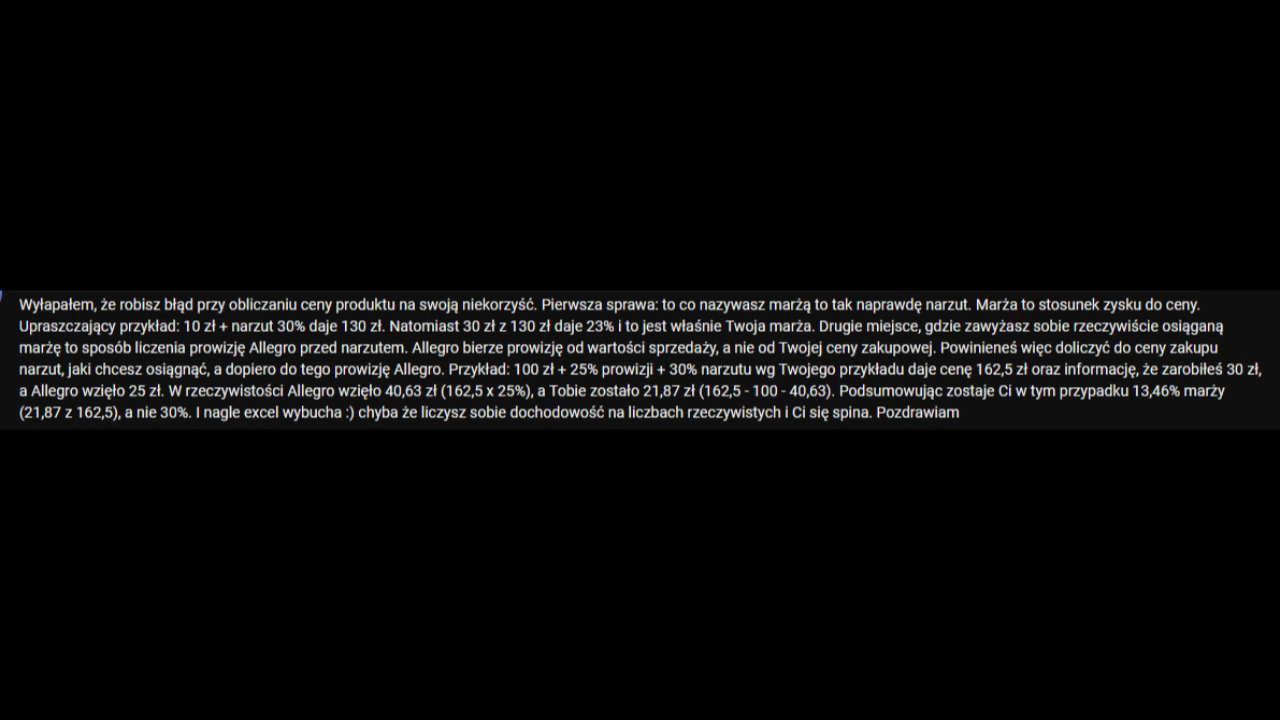 Wyłapałem, że robisz błąd przy obliczaniu ceny produktu na swoją niekorzyść. Pierwsza sprawa: to co nazywasz marżą to tak naprawdę narzut. Marża to stosunek zysku do ceny.
Upraszczający przykład: 10 zł + narzut 30% daje 130 zł. Natomiast 30 zł z 130 zł daje 23% i to jest właśnie Twoja marża. Drugie miejsce, gdzie zawyżasz sobie rzeczywiście osiąganą
marżę to sposób liczenia prowizję Allegro przed narzutem. Allegro bierze prowizję od wartości sprzedaży, a nie od Twojej ceny zakupowej. Powinieneś więc doliczyć do ceny zakupu
narzut, jaki chcesz osiągnąć, a dopiero do tego prowizję Allegro. Przykład: 100 zł + 25% prowizji + 30% narzutu wg Twojego przykładu daje cenę 162,5 zł oraz informację, że zarobiłeś 30 zł,
a Allegro wzięło 25 zł. W rzeczywistości Allegro wzięło 40,63 zł (162,5 x 25%), a Tobie zostało 21,87 zł (162,5 - 100 - 40,63). Podsumowując zostaje Ci w tym przypadku 13,46% marży
(21,87 z 162,5), a nie 30%. I nagle excel wybucha :) chyba że liczysz sobie dochodowość na liczbach rzeczywistych i Ci się spina. Pozdrawiam